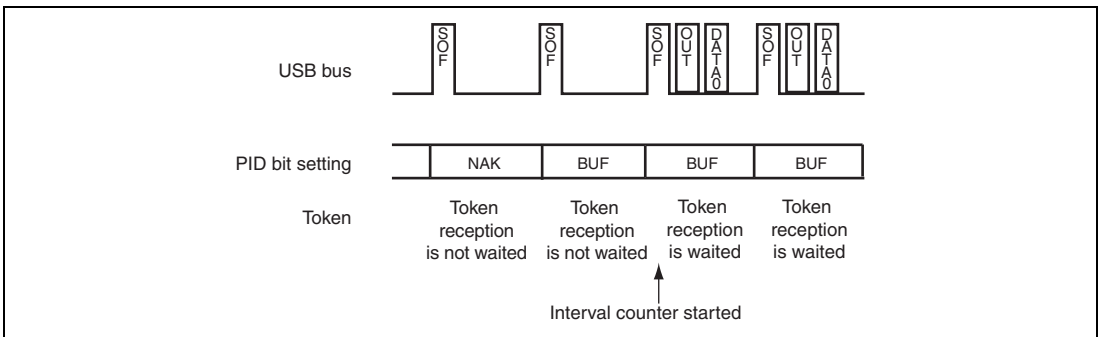 USB bus
SOF SOF SOF OUT DATA0 SOF OUT DATA0
PID bit setting NAK BUF BUF BUF
Token
Token reception is not waited
Token reception is not waited
Token reception is waited
Token reception is waited
Interval counter started